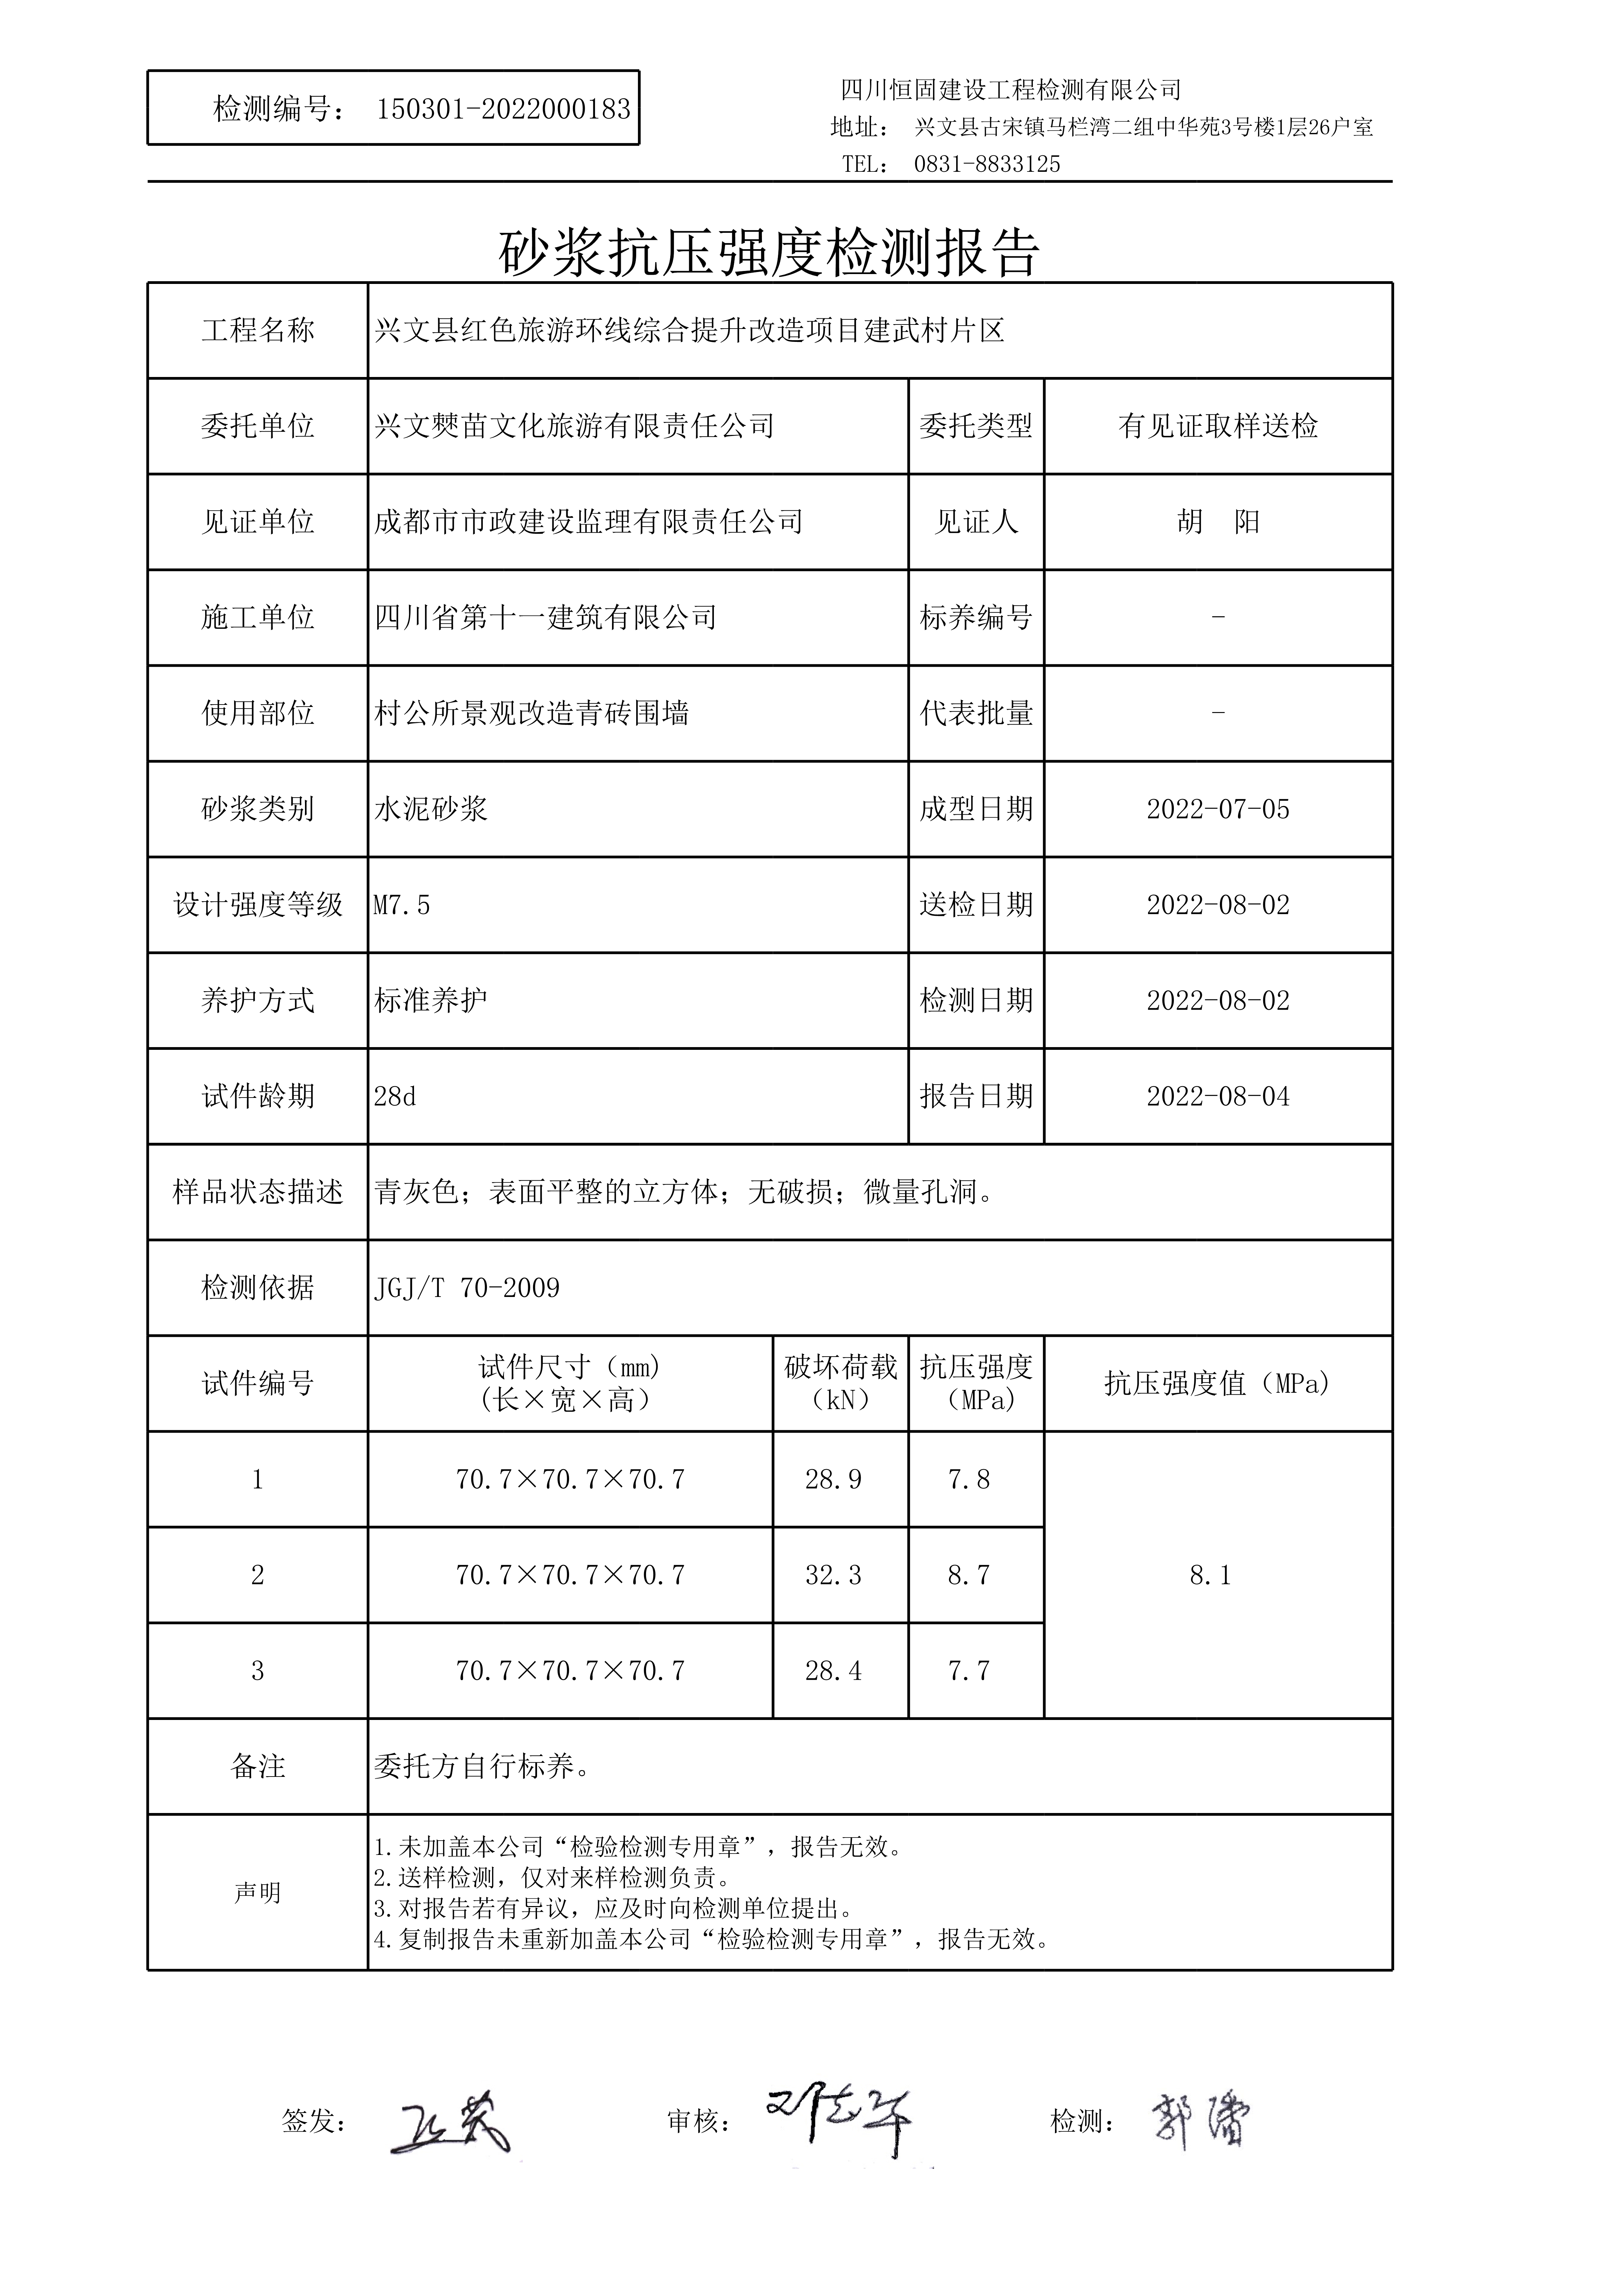 检测编号： 150301-2022000183
四川恒固建设工程检测有限公司
地址： 兴文县古宋镇马栏湾二组中华苑3号楼1层26户室
TEL： 0831-8833125
砂浆抗压强度检测报告
工程名称 兴文县红色旅游环线综合提升改造项目建武村片区
委托单位 兴文僰苗文化旅游有限责任公司 委托类型 有见证取样送检
见证单位 成都市市政建设监理有限责任公司 见证人 胡 阳
施工单位 四川省第十一建筑有限公司 标养编号 -
使用部位 村公所景观改造青砖围墙 代表批量 -
砂浆类别 水泥砂浆 成型日期 2022-07-05
设计强度等级 M7.5 送检日期 2022-08-02
养护方式 标准养护 检测日期 2022-08-02
试件龄期 28d 报告日期 2022-08-04
样品状态描述 青灰色；表面平整的立方体；无破损；微量孔洞。
检测依据 JGJ/T 70-2009
试件编号 试件尺寸（mm) (长×宽×高） 破坏荷载（kN） 抗压强度（MPa) 抗压强度值（MPa)
1 70.7×70.7×70.7 28.9 7.8
2 70.7×70.7×70.7 32.3 8.7 8.1
3 70.7×70.7×70.7 28.4 7.7
备注 委托方自行标养。
声明
1.未加盖本公司“检验检测专用章”，报告无效。
2.送样检测，仅对来样检测负责。
3.对报告若有异议，应及时向检测单位提出。
4.复制报告未重新加盖本公司“检验检测专用章”，报告无效。
签发： 审核： 检测：